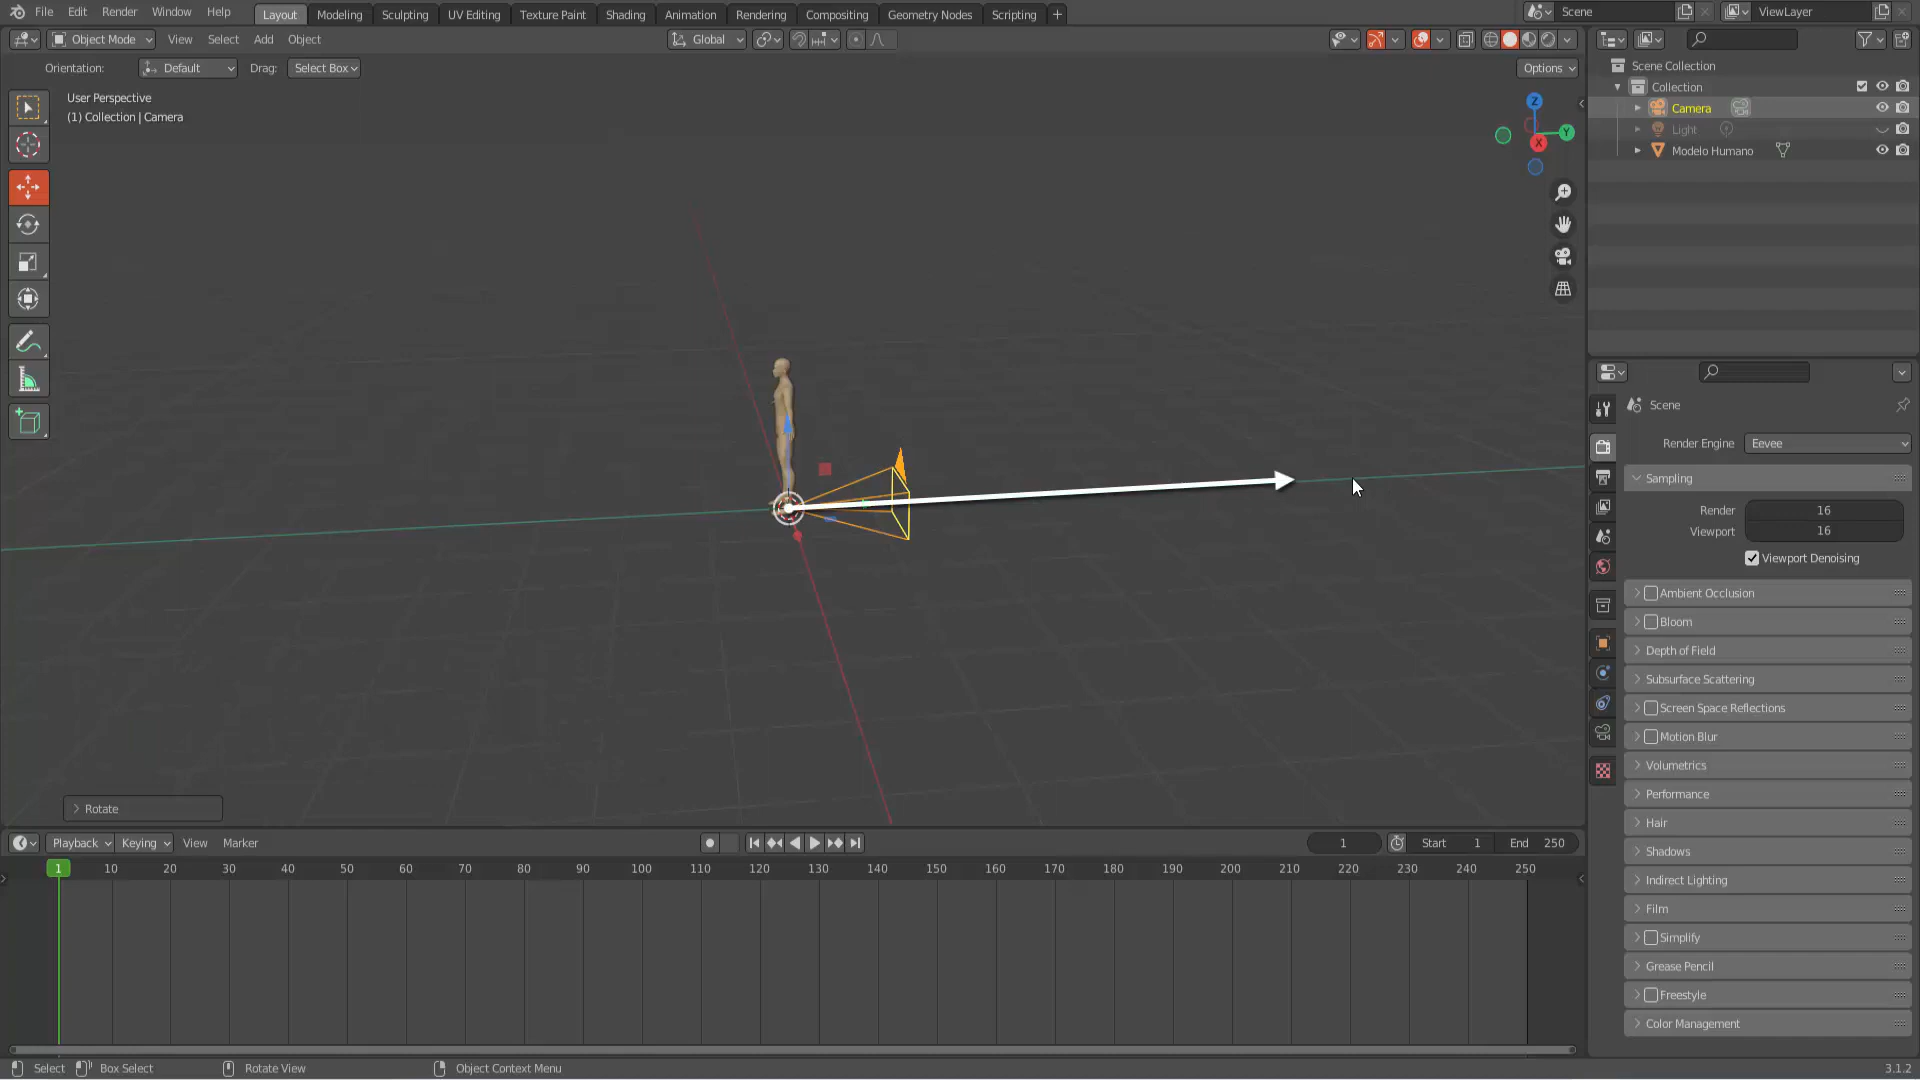 File Edit Render Window Help Layout Modeling Sculpting UV Editing Texture Paint Shading Animation Rendering Compositing Geometry Nodes Scripting + Scene ViewLayer
Object Mode View Select Add Object Global
Orientation: Default Drag: Select Box Options
User Perspective
(1) Collection | Camera
Z
Y
X
Rotate
Scene Collection
Collection
Camera
Light
Modelo Humano
Scene
Render Engine Eevee
Sampling
Render 16
Viewport 16
Viewport Denoising
Ambient Occlusion
Bloom
Depth of Field
Subsurface Scattering
Screen Space Reflections
Motion Blur
Volumetrics
Performance
Hair
Shadows
Indirect Lighting
Film
Simplify
Grease Pencil
Freestyle
Color Management
Playback Keying View Marker 1 Start 1 End 250
1 10 20 30 40 50 60 70 80 90 100 110 120 130 140 150 160 170 180 190 200 210 220 230 240 250
Select Box Select Rotate View Object Context Menu 3.1.2